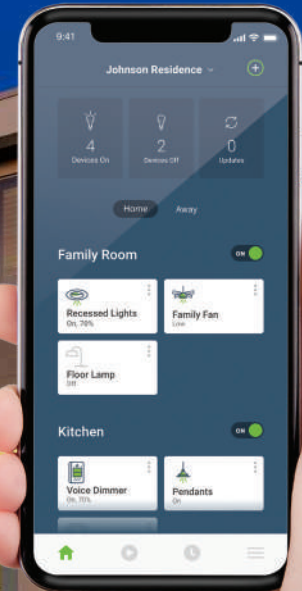 9:41
Johnson Residence
4
Devices On
2
Devices Off
0
Updates
Home
Away
Family Room
ON
Recessed Lights
On, 78%
Family Fan
Low
Floor Lamp
Off
Kitchen
ON
Voice Dimmer
On, 70%
Pendants
On